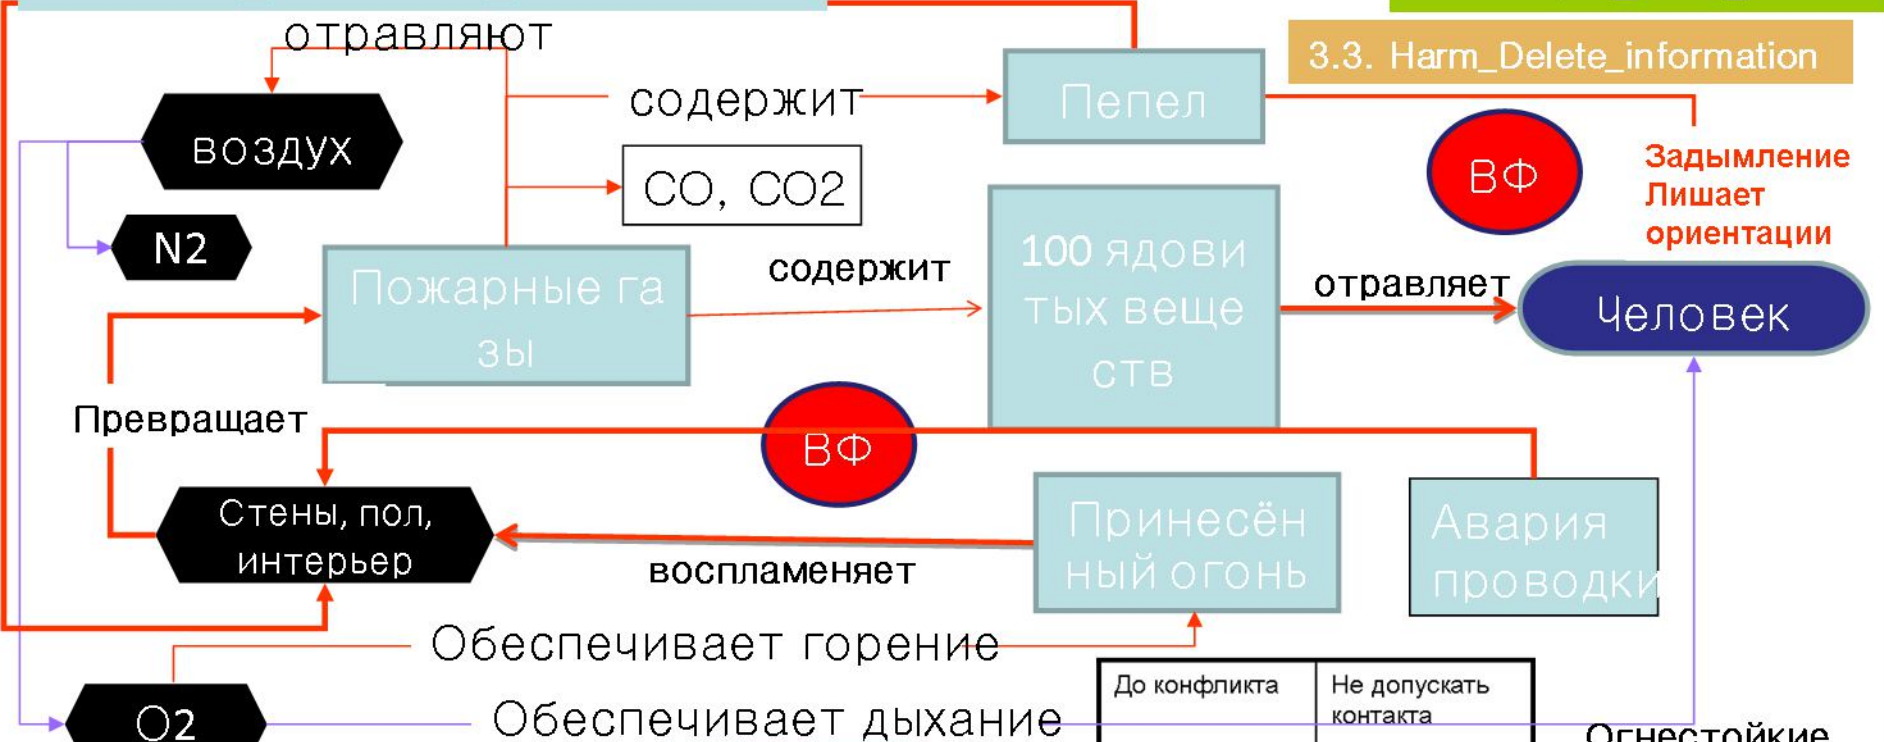 отравляют
3.3. Harm_Delete_information
содержит
Пепел
воздух
ВФ
Задымление
Лишает
ориентации
CO, CO2
N2
100 ядови
тых веще
ств
содержит
отравляет
Пожарные га
зы
Человек
Превращает
ВФ
Стены, пол,
интерьер
Принесён
ный огонь
Авария
проводки
воспламеняет
Обеспечивает горение
До конфликта
Не допускать
контакта
O2
Обеспечивает дыхание
Огнестойкие